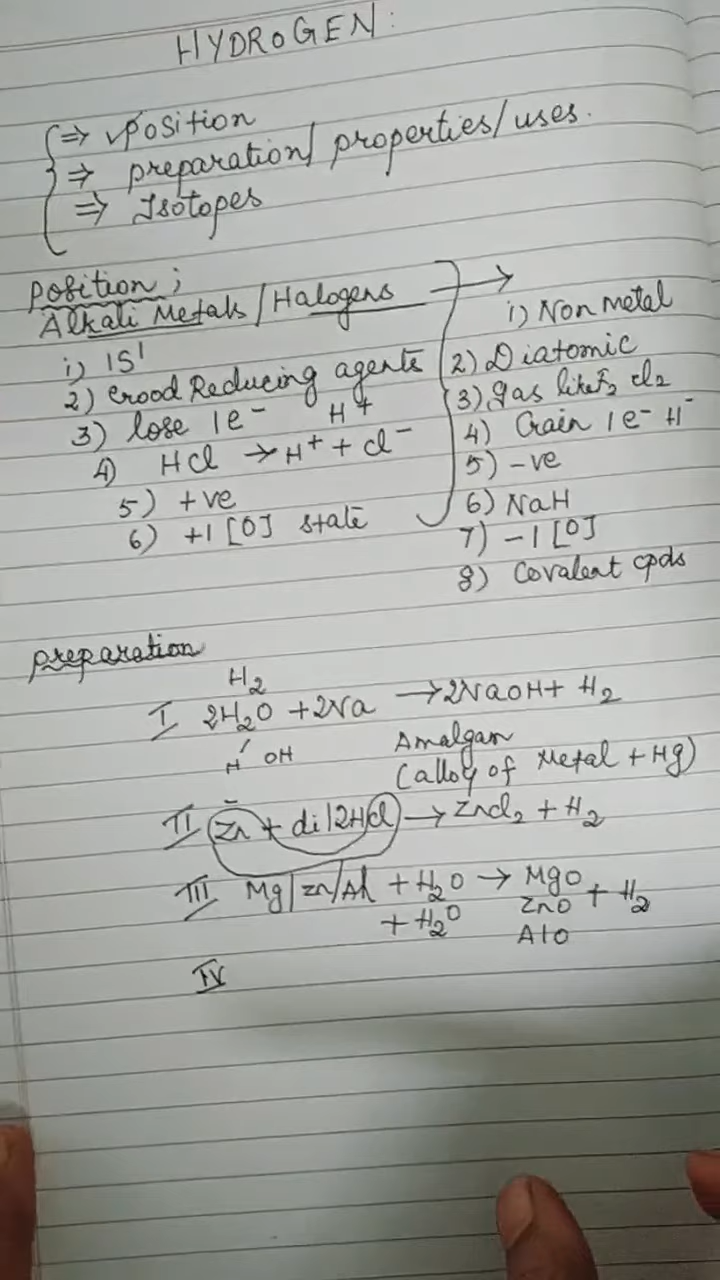 HYDROGEN:
⇒ Position
⇒ preparation/properties/uses.
⇒ Isotopes
Position;
Alkali Metals/Halogens →
i) 1S¹
2) Good Reducing agents
3) lose 1e⁻ H⁺
4) HCl → H⁺ + Cl⁻
5) +ve
6) +1 [O] state
i) Non metal
2) Diatomic
3) gas like F₂ Cl₂
4) Gain 1e⁻ H⁻
5) -ve
6) NaH
7) -1 [O]
8) Covalent cpds
preparation
H₂
I 2H₂O + 2Na → 2NaOH + H₂
H OH
Amalgam
(alloy of Metal + Hg)
II Zn + dil 2HCl → ZnCl₂ + H₂
III Mg/Zn/Al + H₂O → MgO + H₂
+ H₂O ZnO
AlO
IV